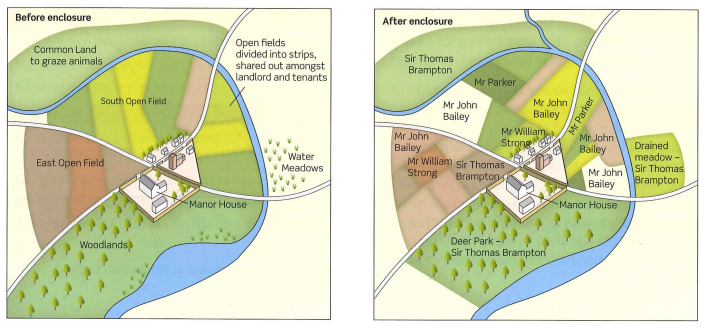 Before enclosure
Common Land
to graze animals
Open fields
divided into strips,
shared out amongst
landlord and tenants
South Open Field
East Open Field
Water
Meadows
Manor House
Woodlands
After enclosure
Sir Thomas
Brampton
Mr Parker
Mr John
Bailey
Mr John
Bailey
Mr Parker
Mr William
Strong
Mr John
Bailey
Mr John
Bailey
Mr William
Strong
Sir Thomas
Brampton
Drained
meadow –
Sir Thomas
Brampton
Mr John
Bailey
Manor House
Deer Park –
Sir Thomas Brampton